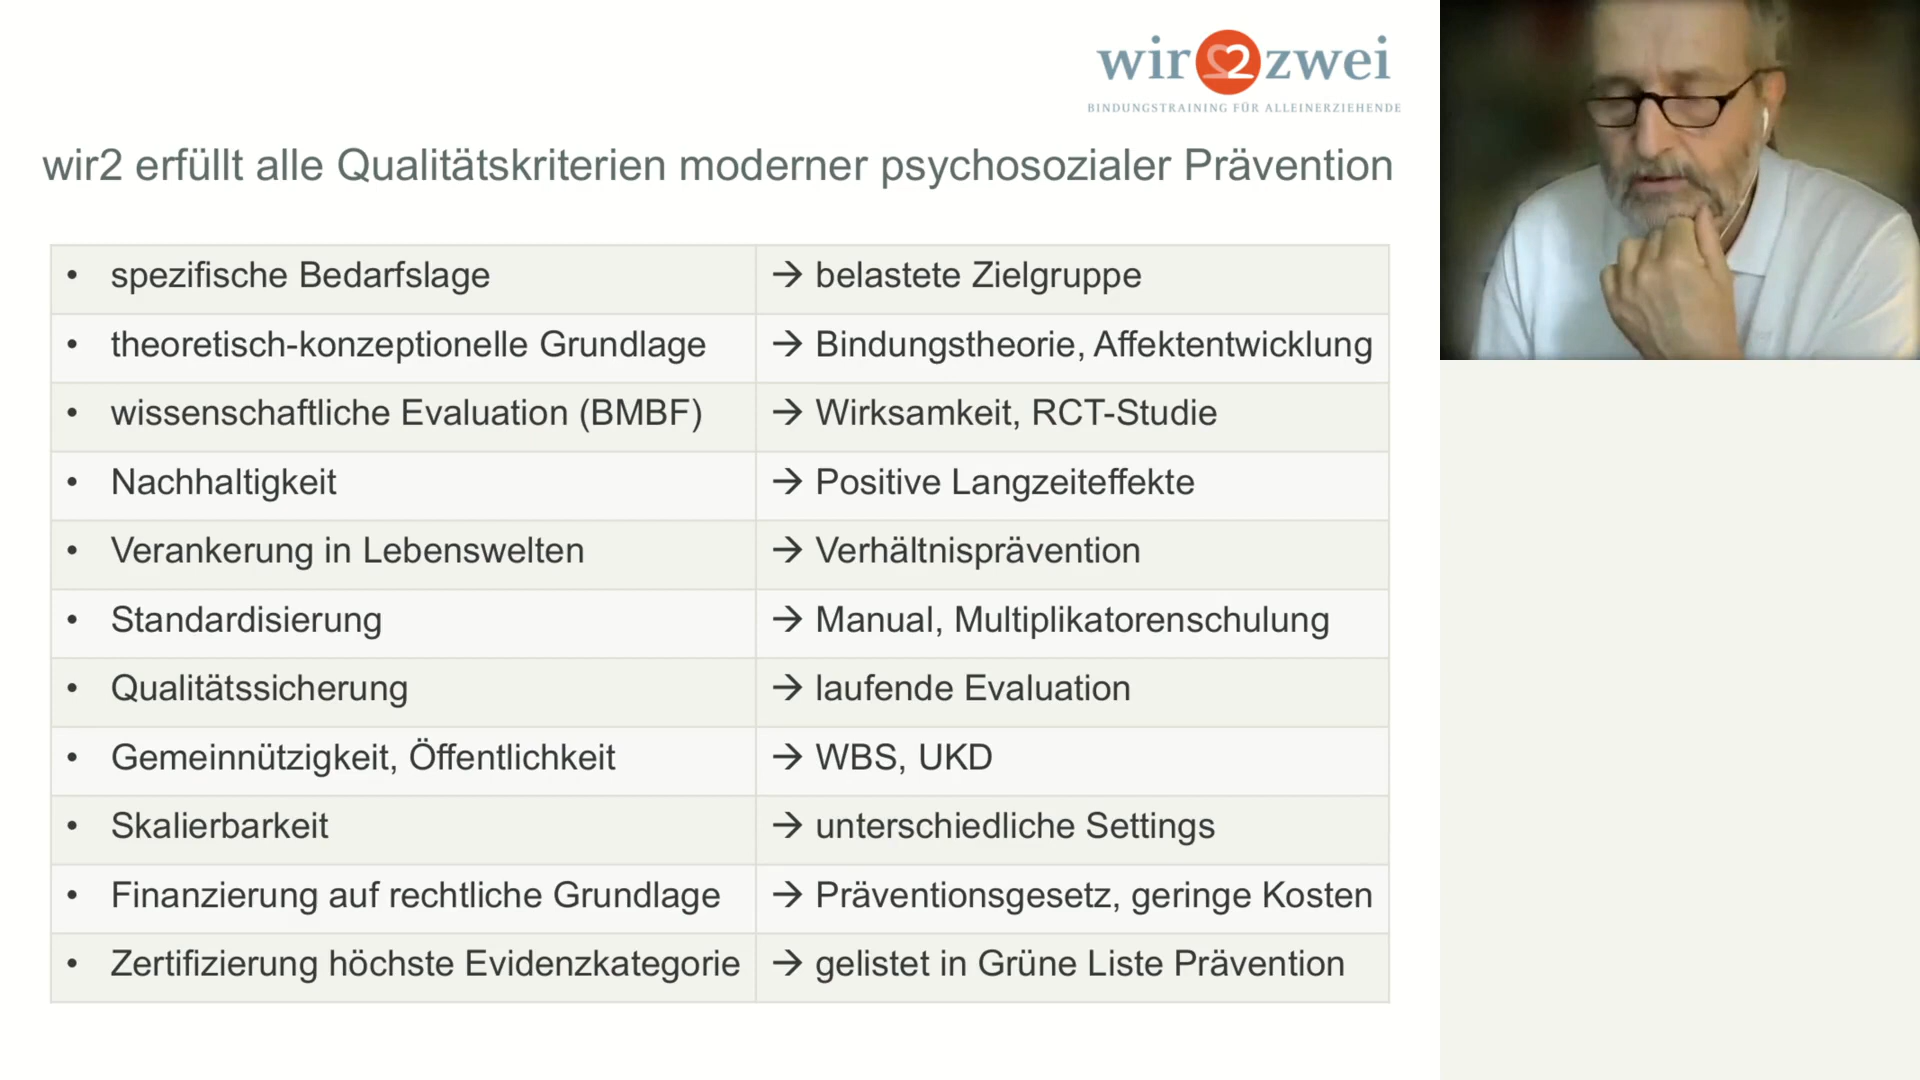 wir2zwei
BINDUNGSTRAINING FÜR ALLEINERZIEHENDE
wir2 erfüllt alle Qualitätskriterien moderner psychosozialer Prävention
• spezifische Bedarfslage → belastete Zielgruppe
• theoretisch-konzeptionelle Grundlage → Bindungstheorie, Affektentwicklung
• wissenschaftliche Evaluation (BMBF) → Wirksamkeit, RCT-Studie
• Nachhaltigkeit → Positive Langzeiteffekte
• Verankerung in Lebenswelten → Verhältnisprävention
• Standardisierung → Manual, Multiplikatorenschulung
• Qualitätssicherung → laufende Evaluation
• Gemeinnützigkeit, Öffentlichkeit → WBS, UKD
• Skalierbarkeit → unterschiedliche Settings
• Finanzierung auf rechtliche Grundlage → Präventionsgesetz, geringe Kosten
• Zertifizierung höchste Evidenzkategorie → gelistet in Grüne Liste Prävention